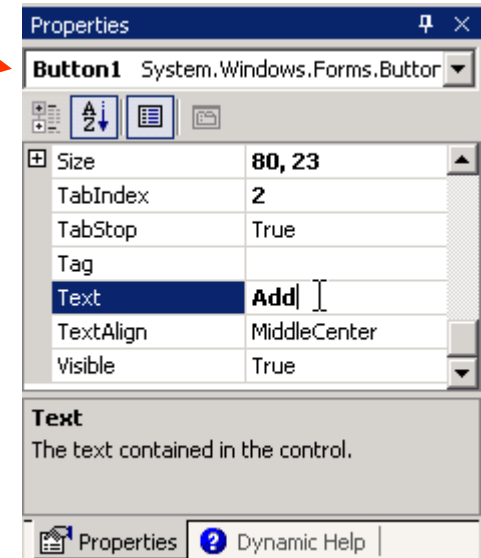 Properties
Button1 System.Windows.Forms.Button
Size 80, 23
TabIndex 2
TabStop True
Tag
Text Add
TextAlign MiddleCenter
Visible True
Text
The text contained in the control.
Properties Dynamic Help